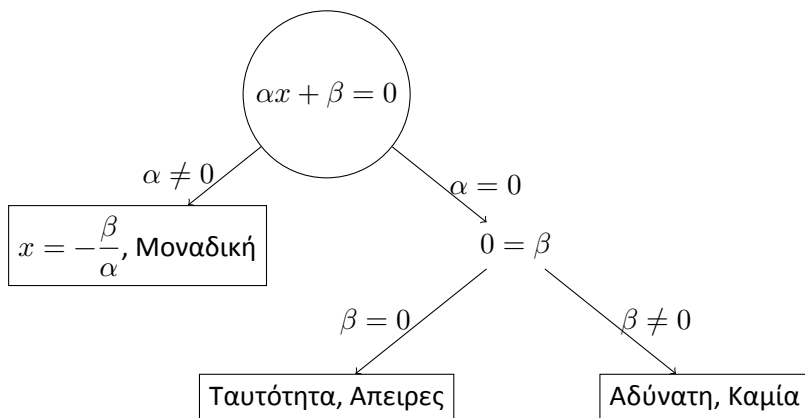 αx + β = 0
α ≠ 0
α = 0
x = −β/α, Μοναδική
0 = β
β = 0
β ≠ 0
Ταυτότητα, Απειρες
Αδύνατη, Καμία